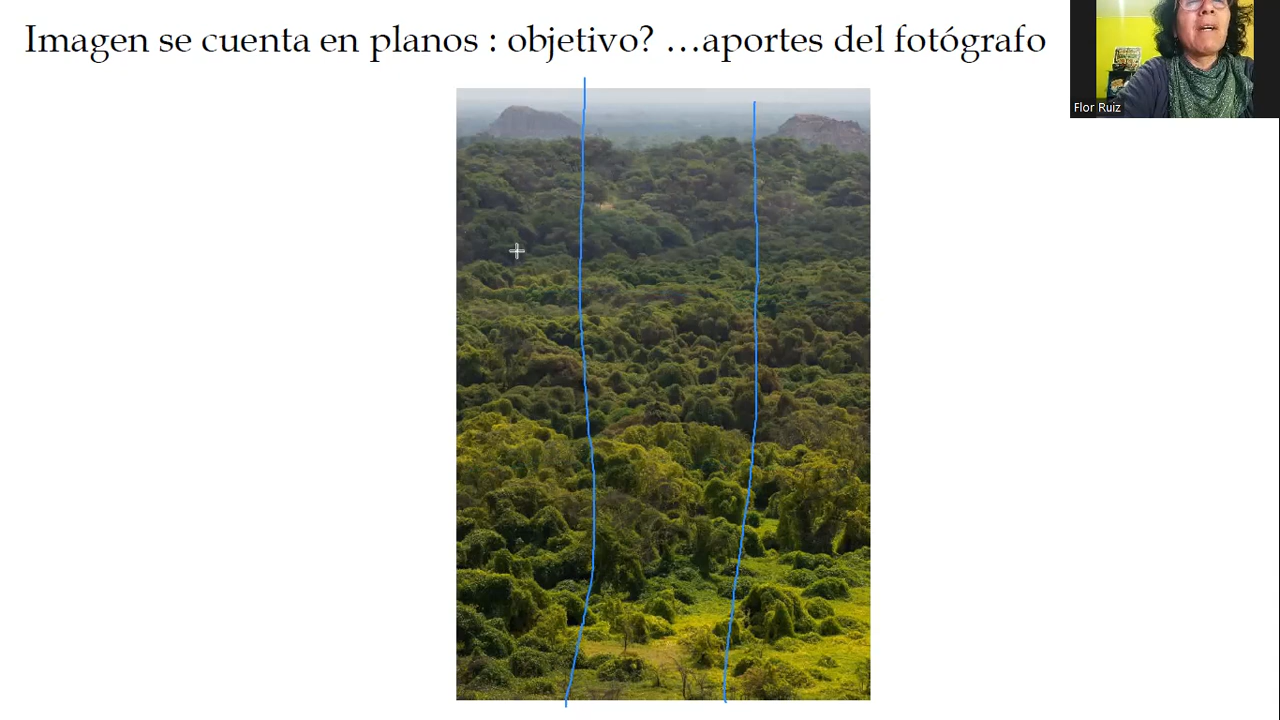 Imagen se cuenta en planos : objetivo? ...aportes del fotógrafo
Flor Ruiz